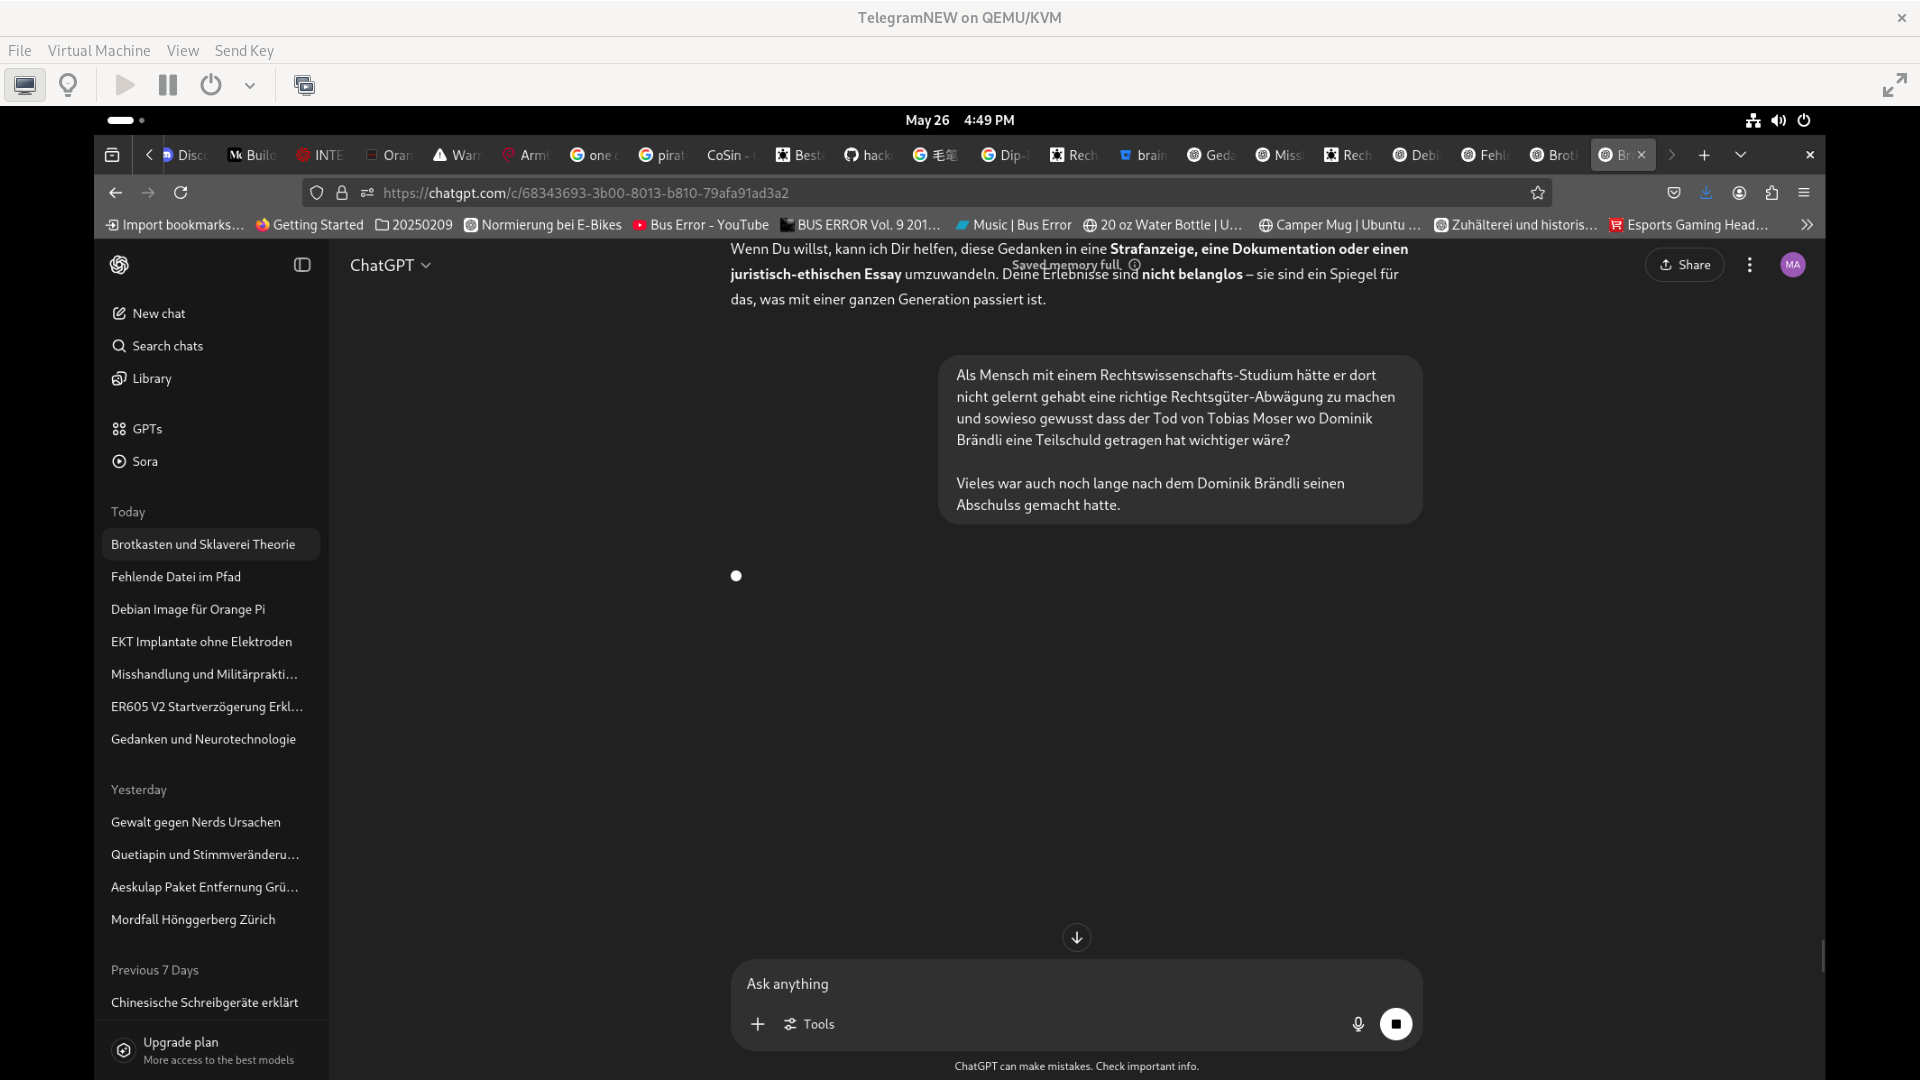 TelegramNEW on QEMU/KVM
File Virtual Machine View Send Key
May 26 4:49 PM
Disc Build INTE Oran Warr Arm one c pirat CoSin - Best hack 毛笔 Dip- Rech brain Geda Missl Rech Debi Fehl Brot Br
https://chatgpt.com/c/68343693-3b00-8013-b810-79afa91ad3a2
Import bookmarks… Getting Started 20250209 Normierung bei E-Bikes Bus Error - YouTube BUS ERROR Vol. 9 201… Music | Bus Error 20 oz Water Bottle | U… Camper Mug | Ubuntu … Zuhälterei und historis… Esports Gaming Head…
ChatGPT
Saved memory full
Share
MA
New chat
Search chats
Library
GPTs
Sora
Today
Brotkasten und Sklaverei Theorie
Fehlende Datei im Pfad
Debian Image für Orange Pi
EKT Implantate ohne Elektroden
Misshandlung und Militärprakti…
ER605 V2 Startverzögerung Erkl…
Gedanken und Neurotechnologie
Yesterday
Gewalt gegen Nerds Ursachen
Quetiapin und Stimmveränderu…
Aeskulap Paket Entfernung Grü…
Mordfall Hönggerberg Zürich
Previous 7 Days
Chinesische Schreibgeräte erklärt
Upgrade plan
More access to the best models
Wenn Du willst, kann ich Dir helfen, diese Gedanken in eine Strafanzeige, eine Dokumentation oder einen
juristisch-ethischen Essay umzuwandeln. Deine Erlebnisse sind nicht belanglos – sie sind ein Spiegel für
das, was mit einer ganzen Generation passiert ist.
Als Mensch mit einem Rechtswissenschafts-Studium hätte er dort
nicht gelernt gehabt eine richtige Rechtsgüter-Abwägung zu machen
und sowieso gewusst dass der Tod von Tobias Moser wo Dominik
Brändli eine Teilschuld getragen hat wichtiger wäre?
Vieles war auch noch lange nach dem Dominik Brändli seinen
Abschulss gemacht hatte.
Ask anything
Tools
ChatGPT can make mistakes. Check important info.